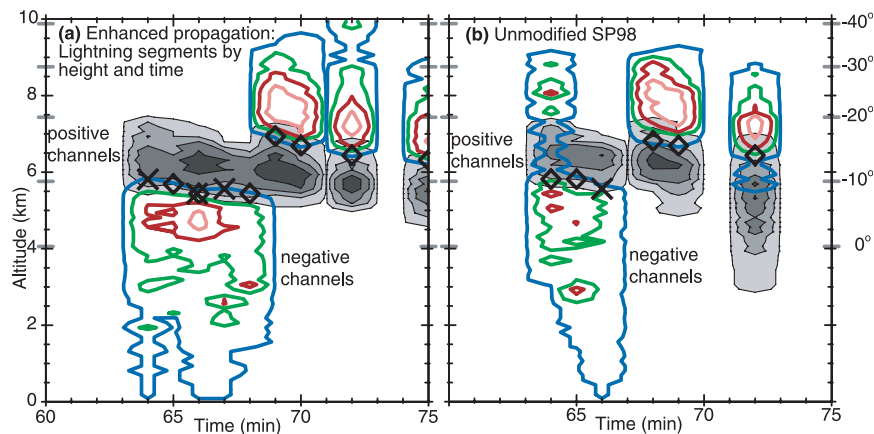 (a) Enhanced propagation:
Lightning segments by
height and time
(b) Unmodified SP98
10
8
6
4
2
0
Altitude (km)
positive
channels
negative
channels
positive
channels
negative
channels
-40°
-30°
-20°
-10°
0°
60
65
70
75
65
70
75
Time (min)
Time (min)